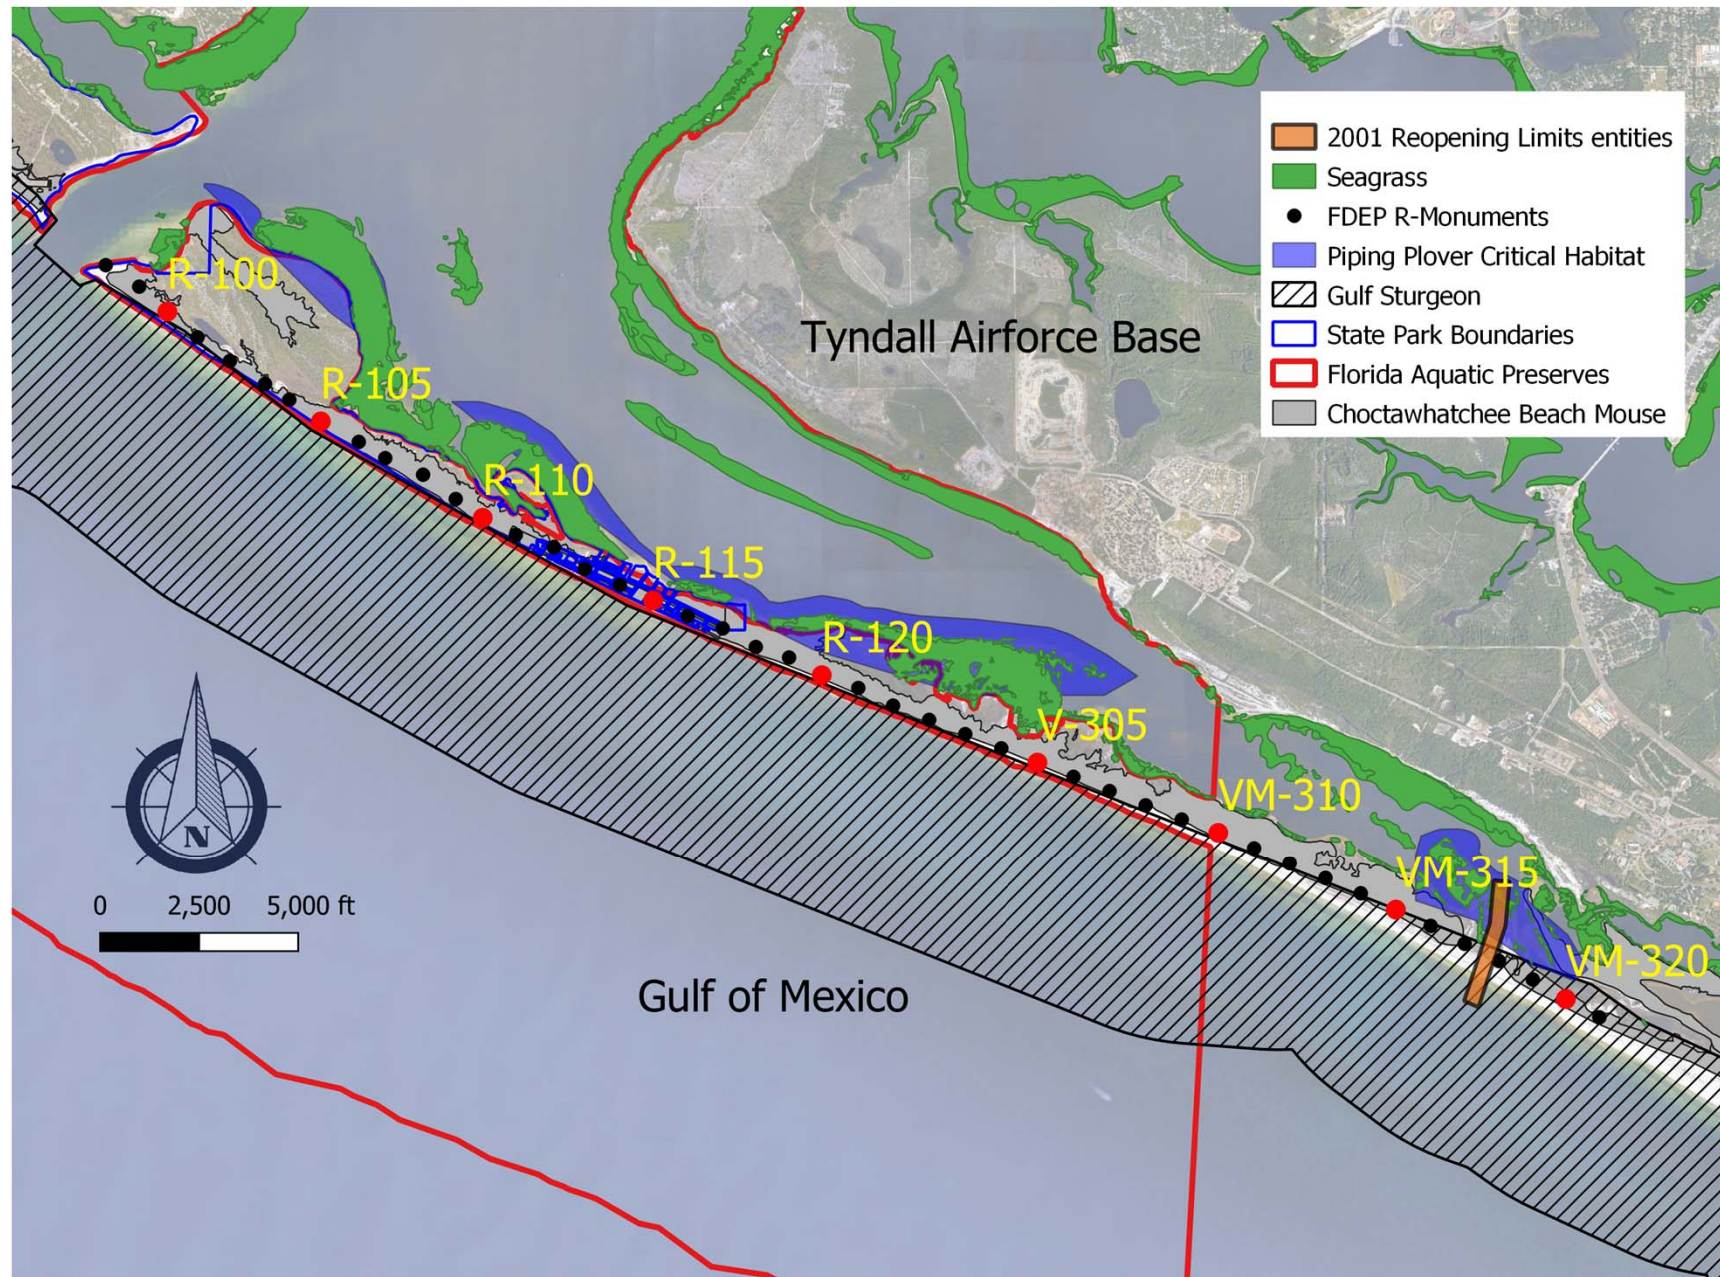 2001 Reopening Limits entities
Seagrass
FDEP R-Monuments
Piping Plover Critical Habitat
Gulf Sturgeon
State Park Boundaries
Florida Aquatic Preserves
Choctawhatchee Beach Mouse
Tyndall Airforce Base
R-100
R-105
R-110
R-115
R-120
V-305
VM-310
VM-315
VM-320
N
0 2,500 5,000 ft
Gulf of Mexico